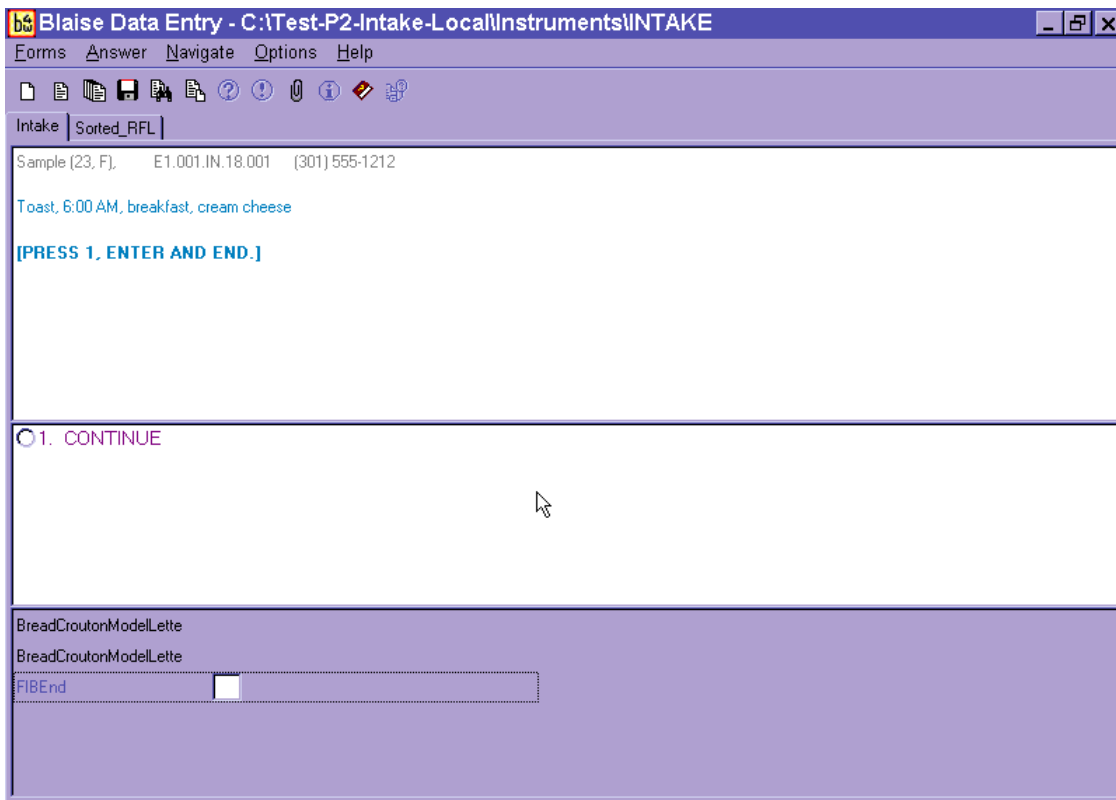 Blaise Data Entry - C:\Test-P2-Intake-Local\Instruments\INTAKE
Forms Answer Navigate Options Help
Intake Sorted_RFL
Sample (23, F), E1.001.IN.18.001 (301) 555-1212
Toast, 6:00 AM, breakfast, cream cheese
[PRESS 1, ENTER AND END.]
1. CONTINUE
BreadCroutonModelLette
BreadCroutonModelLette
FIBEnd